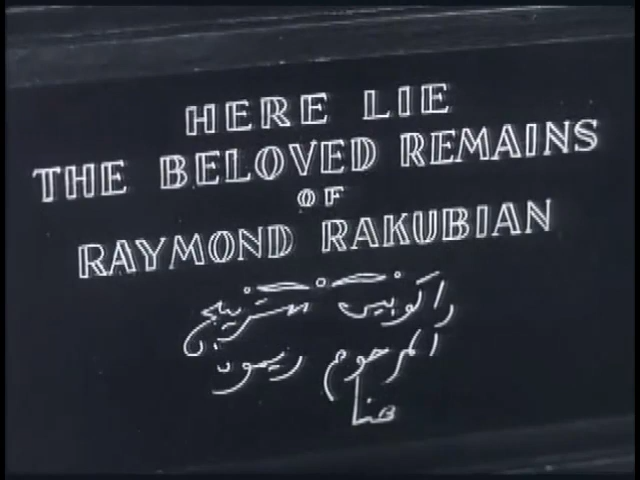 HERE LIE
THE BELOVED REMAINS
OF
RAYMOND RAKUBIAN
المرحوم ريمون
هنا